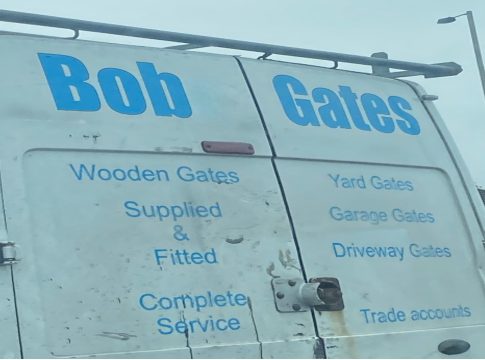 Bob Gates
Wooden Gates
Supplied
&
Fitted
Complete
Service
Yard Gates
Garage Gates
Driveway Gates
Trade accounts